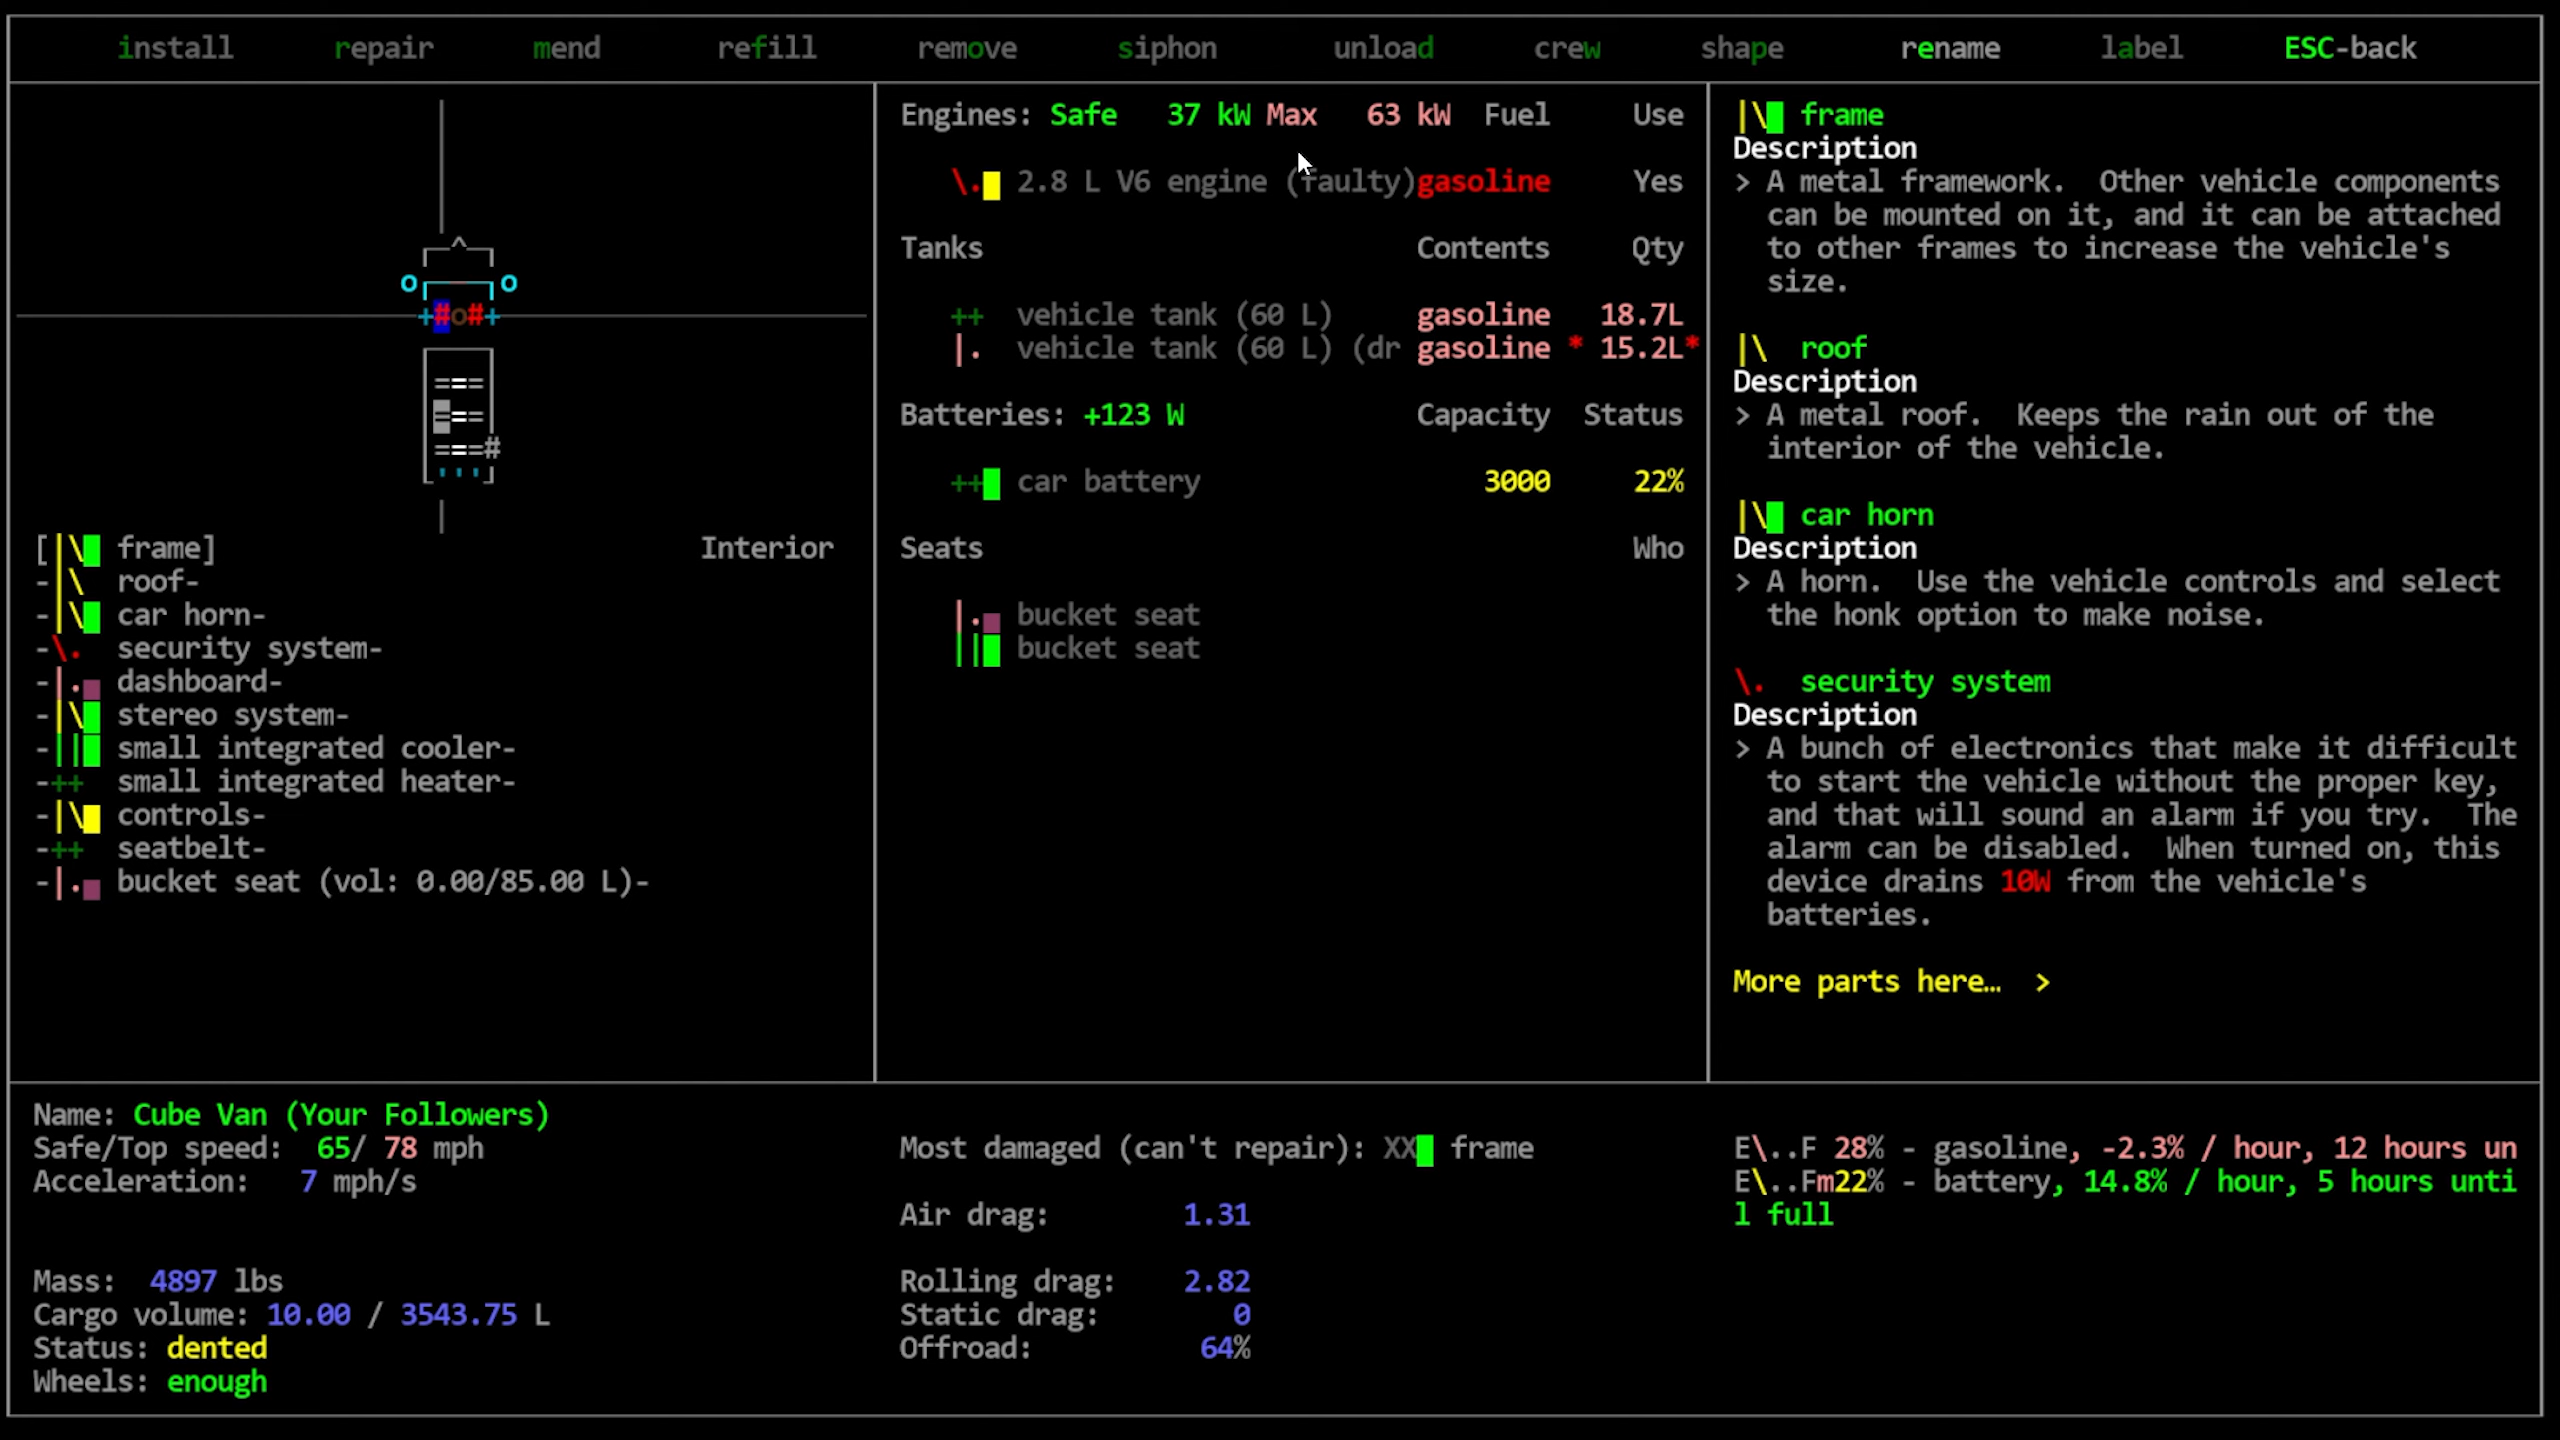 install repair mend refill remove siphon unload crew shape rename label ESC-back
Engines: Safe 37 kW Max 63 kW Fuel Use
\. 2.8 L V6 engine (faulty)gasoline Yes
Tanks Contents Qty
++ vehicle tank (60 L) gasoline 18.7L
|. vehicle tank (60 L) (dr gasoline * 15.2L*
Batteries: +123 W Capacity Status
++ car battery 3000 22%
Seats Who
|. bucket seat
|| bucket seat
[|\ frame] Interior
-|\ roof-
-|\ car horn-
-\. security system-
-|. dashboard-
-|\ stereo system-
-|| small integrated cooler-
-++ small integrated heater-
-|\ controls-
-++ seatbelt-
-|. bucket seat (vol: 0.00/85.00 L)-
|\ frame
Description
> A metal framework. Other vehicle components
can be mounted on it, and it can be attached
to other frames to increase the vehicle's
size.
|\ roof
Description
> A metal roof. Keeps the rain out of the
interior of the vehicle.
|\ car horn
Description
> A horn. Use the vehicle controls and select
the honk option to make noise.
\. security system
Description
> A bunch of electronics that make it difficult
to start the vehicle without the proper key,
and that will sound an alarm if you try. The
alarm can be disabled. When turned on, this
device drains 10W from the vehicle's
batteries.
More parts here… >
Name: Cube Van (Your Followers)
Safe/Top speed: 65/ 78 mph
Acceleration: 7 mph/s
Mass: 4897 lbs
Cargo volume: 10.00 / 3543.75 L
Status: dented
Wheels: enough
Most damaged (can't repair): XX frame
Air drag: 1.31
Rolling drag: 2.82
Static drag: 0
Offroad: 64%
E\..F 28% - gasoline, -2.3% / hour, 12 hours un
E\..Fm22% - battery, 14.8% / hour, 5 hours unti
l full